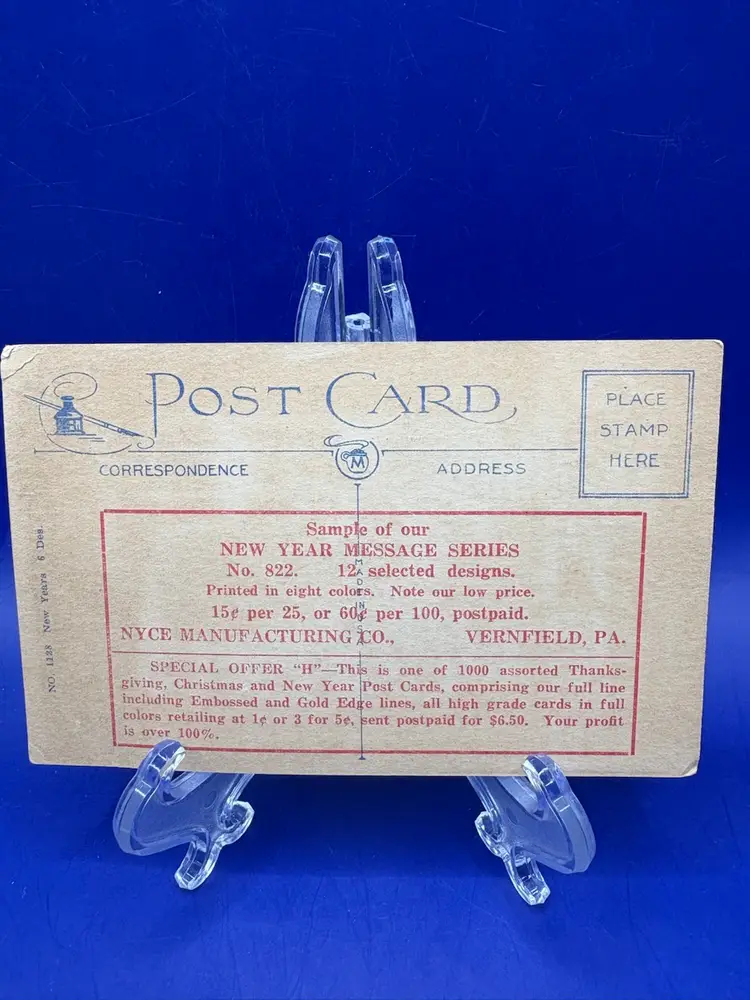 POST CARD
PLACE
STAMP
HERE
CORRESPONDENCE
M
ADDRESS
Sample of our
NEW YEAR MESSAGE SERIES
No. 822. 12 selected designs.
Printed in eight colors. Note our low price.
15¢ per 25, or 60¢ per 100, postpaid.
NYCE MANUFACTURING CO., VERNFIELD, PA.
SPECIAL OFFER "H"—This is one of 1000 assorted Thanks-
giving, Christmas and New Year Post Cards, comprising our full line
including Embossed and Gold Edge lines, all high grade cards in full
colors retailing at 1¢ or 3 for 5¢, sent postpaid for $6.50. Your profit
is over 100%.
MADE IN U S
NO. 1128 New Years 6 Des.